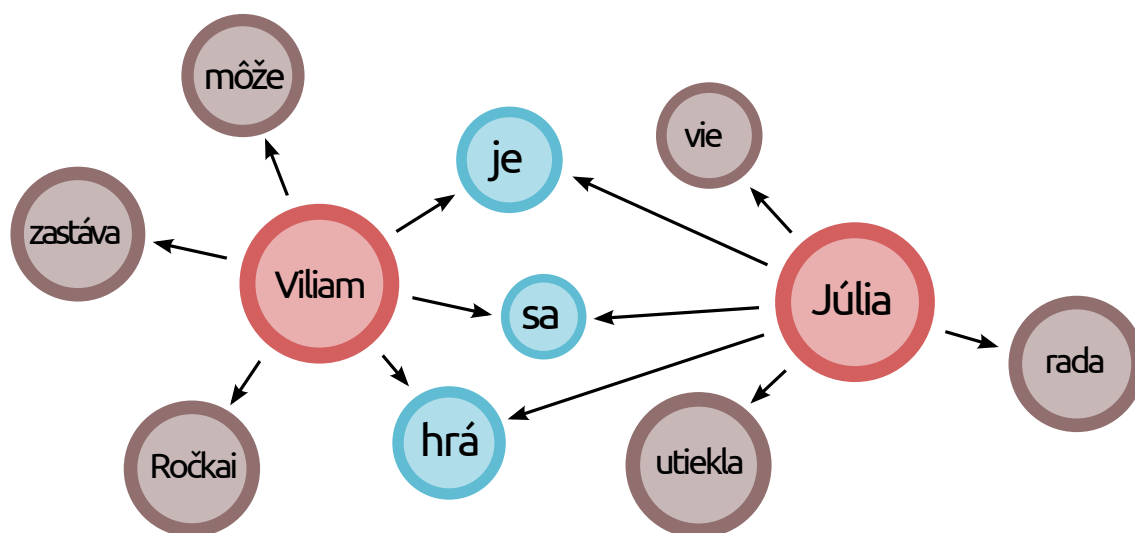 môže
je
vie
zastáva
Viliam
Júlia
sa
rada
hrá
Ročkai
utiekla